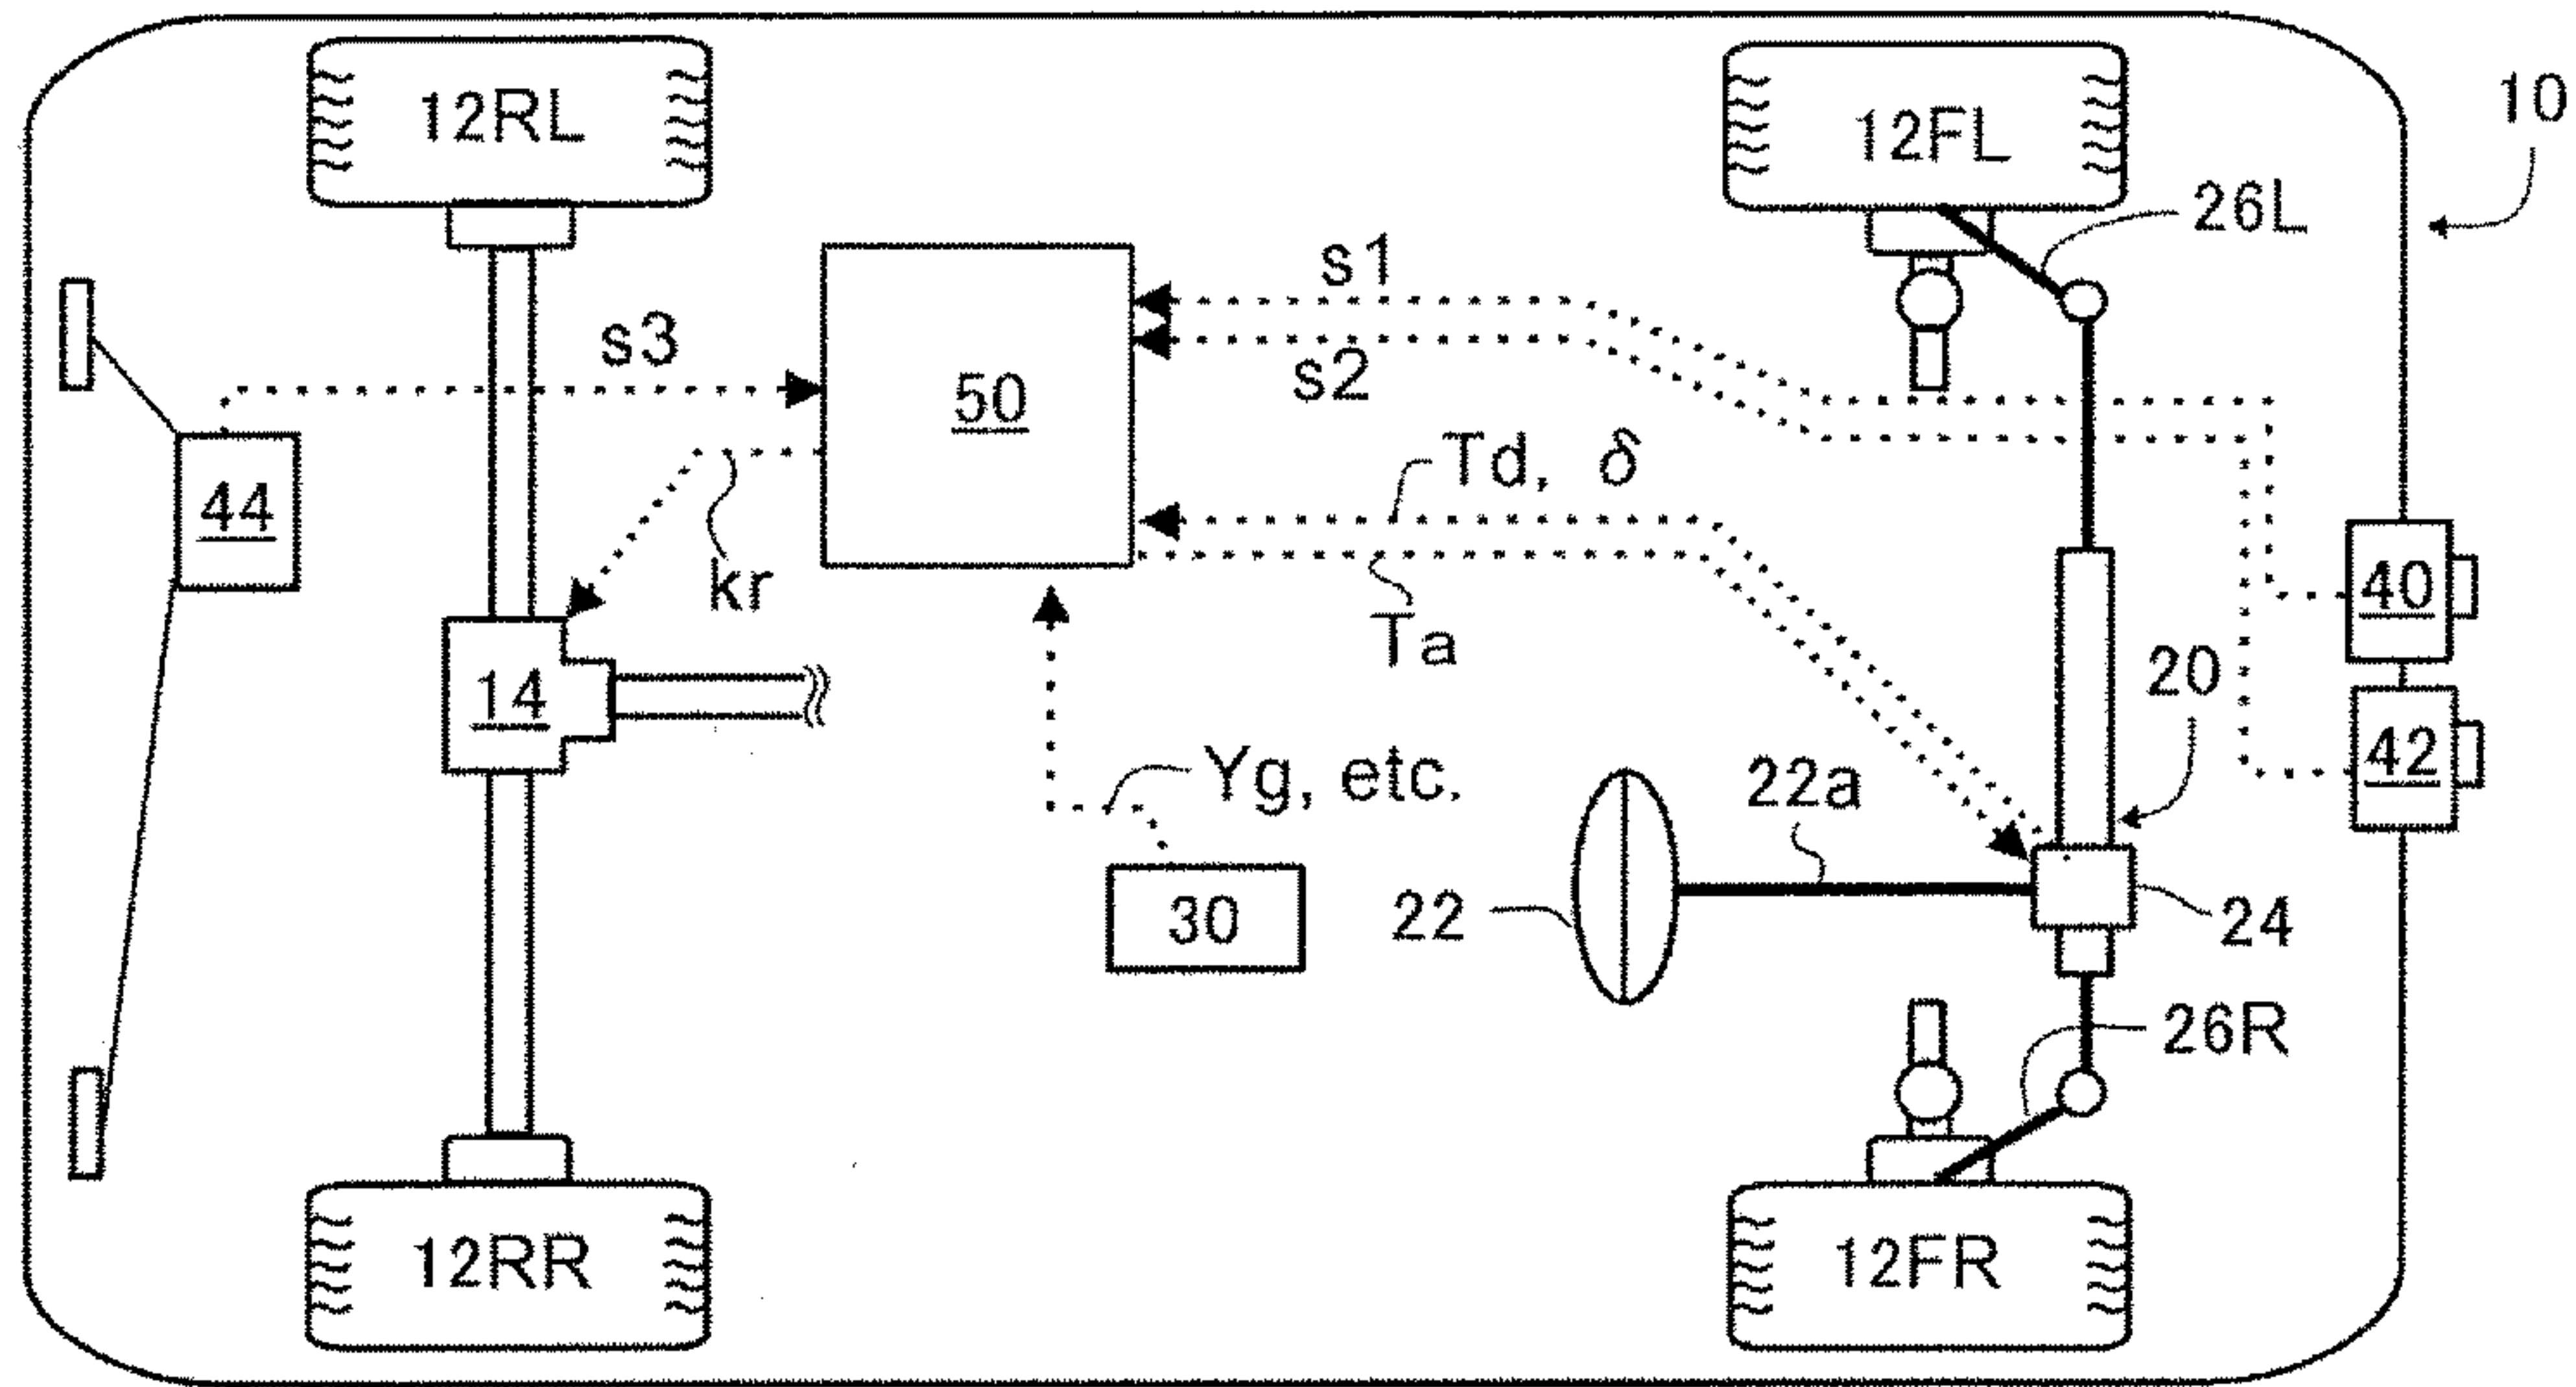 12RL
12FL
10
26L
s1
s3
s2
50
Td, δ
44
kr
40
Ta
14
20
42
Yg, etc.
22a
30
22
24
26R
12RR
12FR